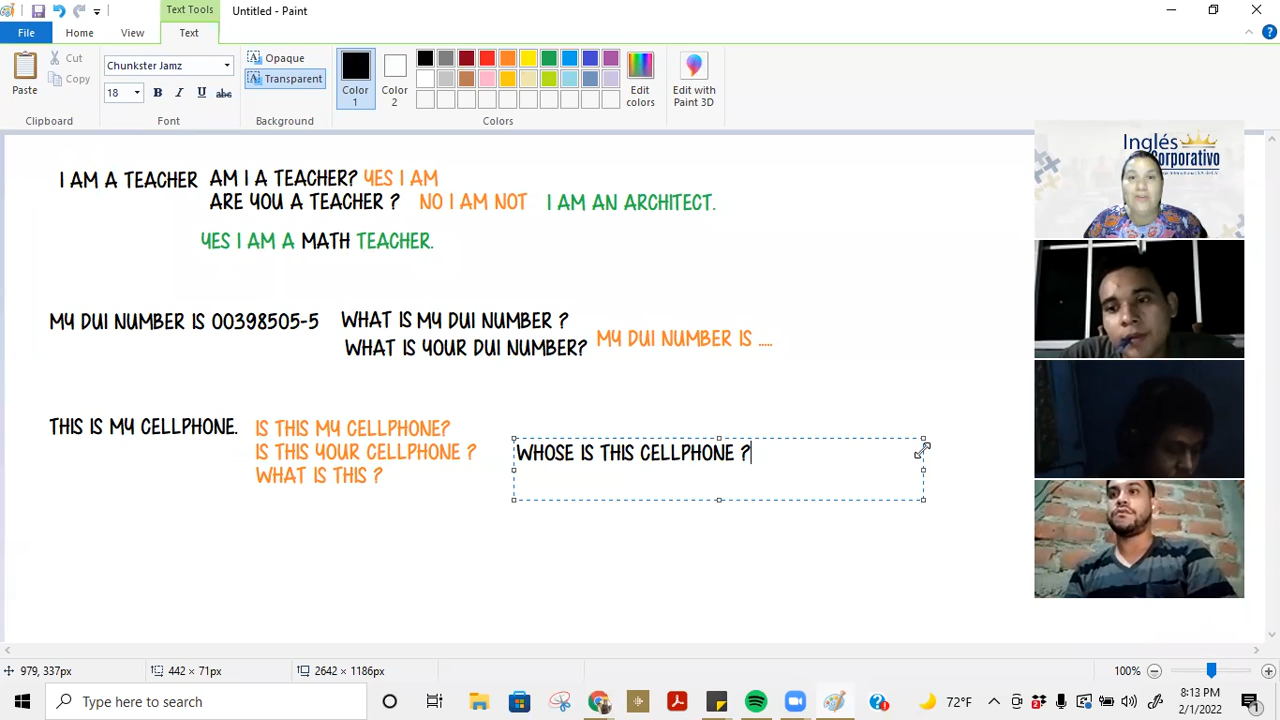 Untitled - Paint
Text Tools
File
Home
View
Text
Paste
Cut
Copy
Clipboard
Chunkster Jamz
18
B I U abc
Font
Opaque
Transparent
Background
Color 1
Color 2
Edit colors
Colors
Edit with Paint 3D
I AM A TEACHER AM I A TEACHER? YES I AM
ARE YOU A TEACHER ? NO I AM NOT I AM AN ARCHITECT.
YES I AM A MATH TEACHER.
MY DUI NUMBER IS 00398505-5 WHAT IS MY DUI NUMBER ?
WHAT IS YOUR DUI NUMBER? MY DUI NUMBER IS .....
THIS IS MY CELLPHONE. IS THIS MY CELLPHONE?
IS THIS YOUR CELLPHONE ? WHOSE IS THIS CELLPHONE ?
WHAT IS THIS ?
Inglés
Corporativo
979, 337px
442 × 71px
2642 × 1186px
100%
Type here to search
72°F
8:13 PM
2/1/2022